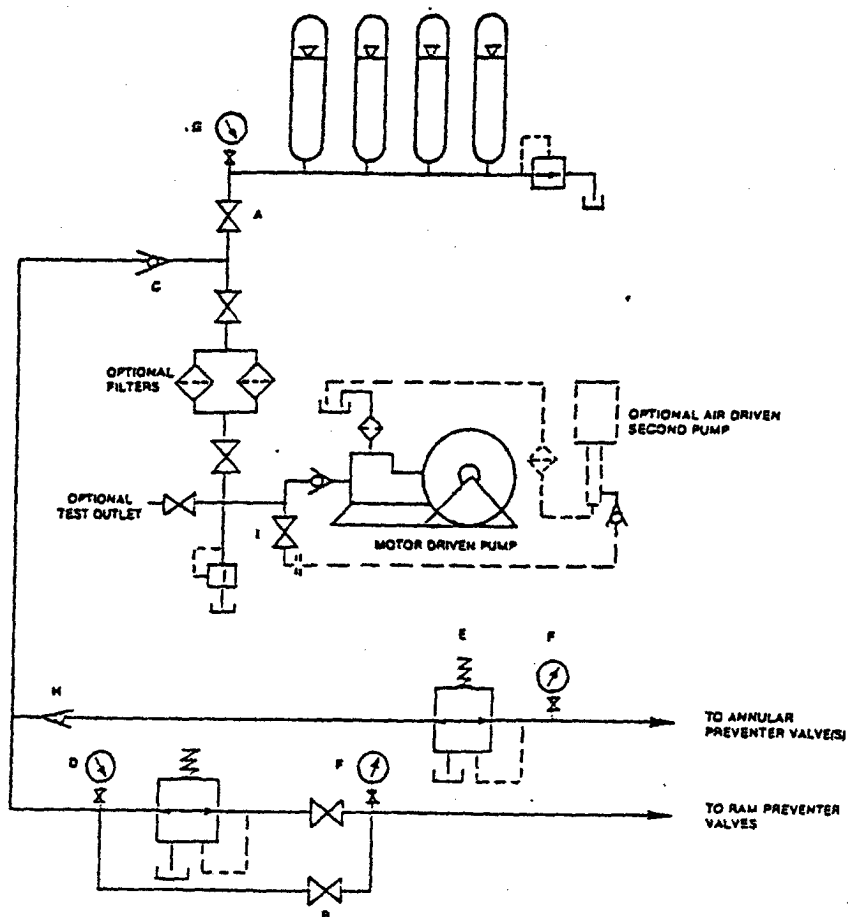 G
A
C
OPTIONAL
FILTERS
OPTIONAL AIR DRIVEN
SECOND PUMP
OPTIONAL
TEST OUTLET
I
MOTOR DRIVEN PUMP
E
F
H
TO ANNULAR
PREVENTER VALVE(S)
D
F
TO RAM PREVENTER
VALVES
B